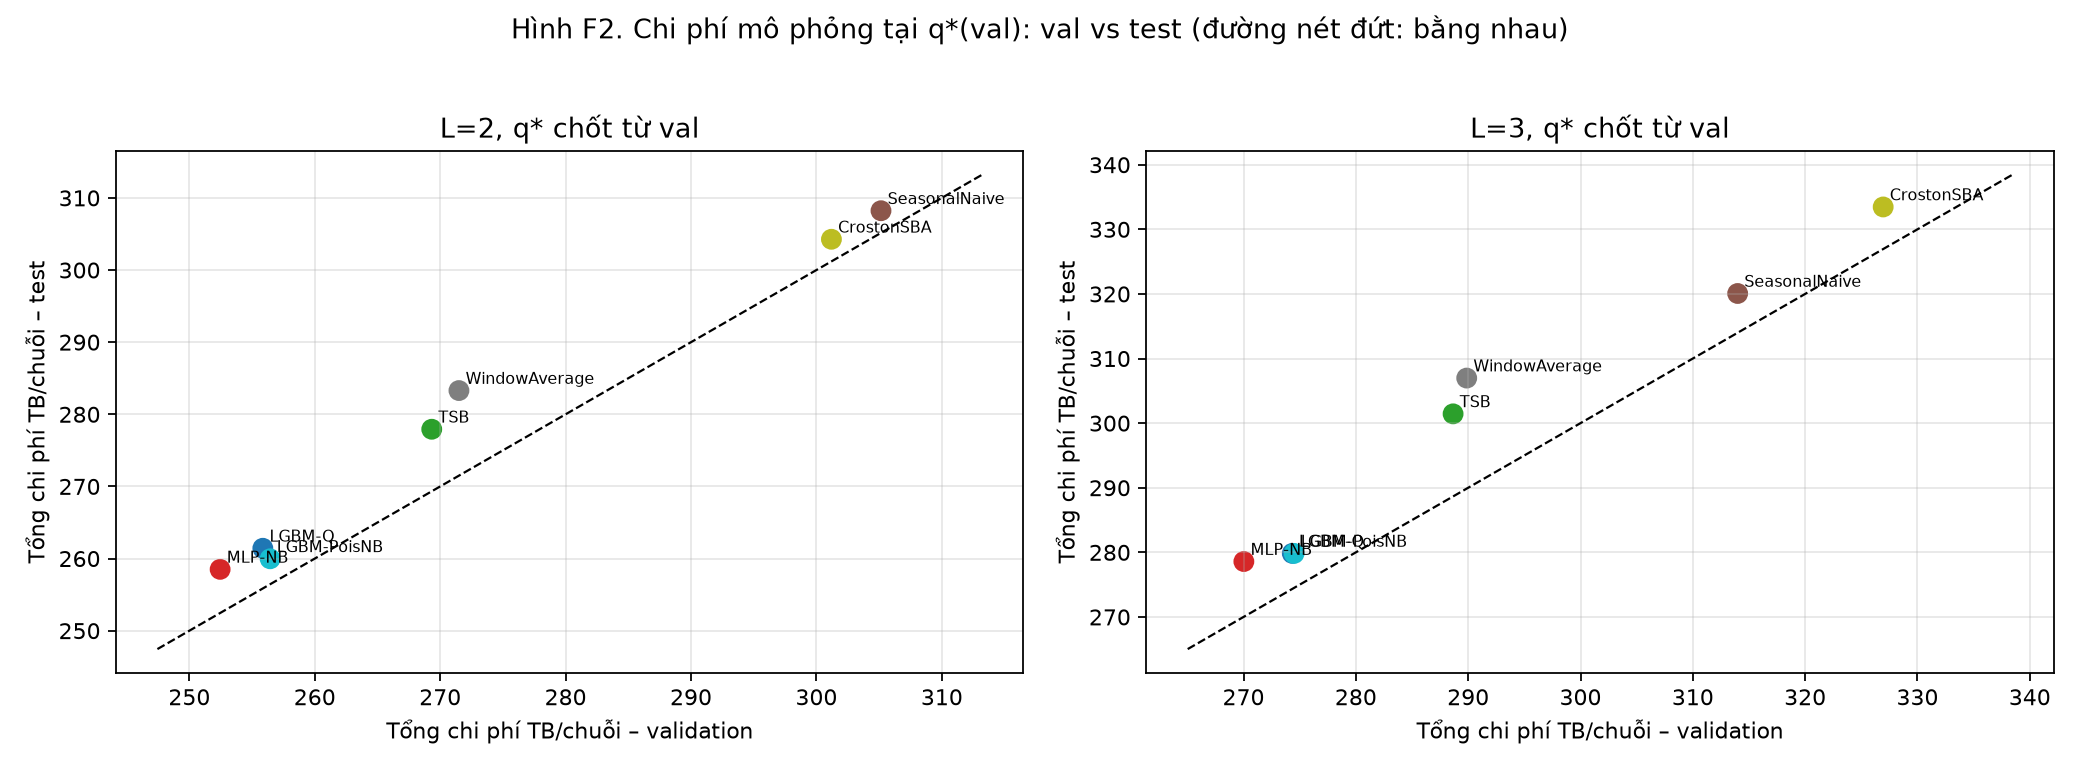 Hình F2. Chi phí mô phỏng tại q*(val): val vs test (đường nét đứt: bằng nhau)
L=2, q* chốt từ val
Tổng chi phí TB/chuỗi – test
310
300
290
280
270
260
250
SeasonalNaive
CrostonSBA
WindowAverage
TSB
LGBM-Q
LGBM-PoisNB
MLP-NB
250 260 270 280 290 300 310
Tổng chi phí TB/chuỗi – validation
L=3, q* chốt từ val
Tổng chi phí TB/chuỗi – test
340
330
320
310
300
290
280
270
CrostonSBA
SeasonalNaive
WindowAverage
TSB
LGBM-Q
LGBM-PoisNB
MLP-NB
270 280 290 300 310 320 330 340
Tổng chi phí TB/chuỗi – validation